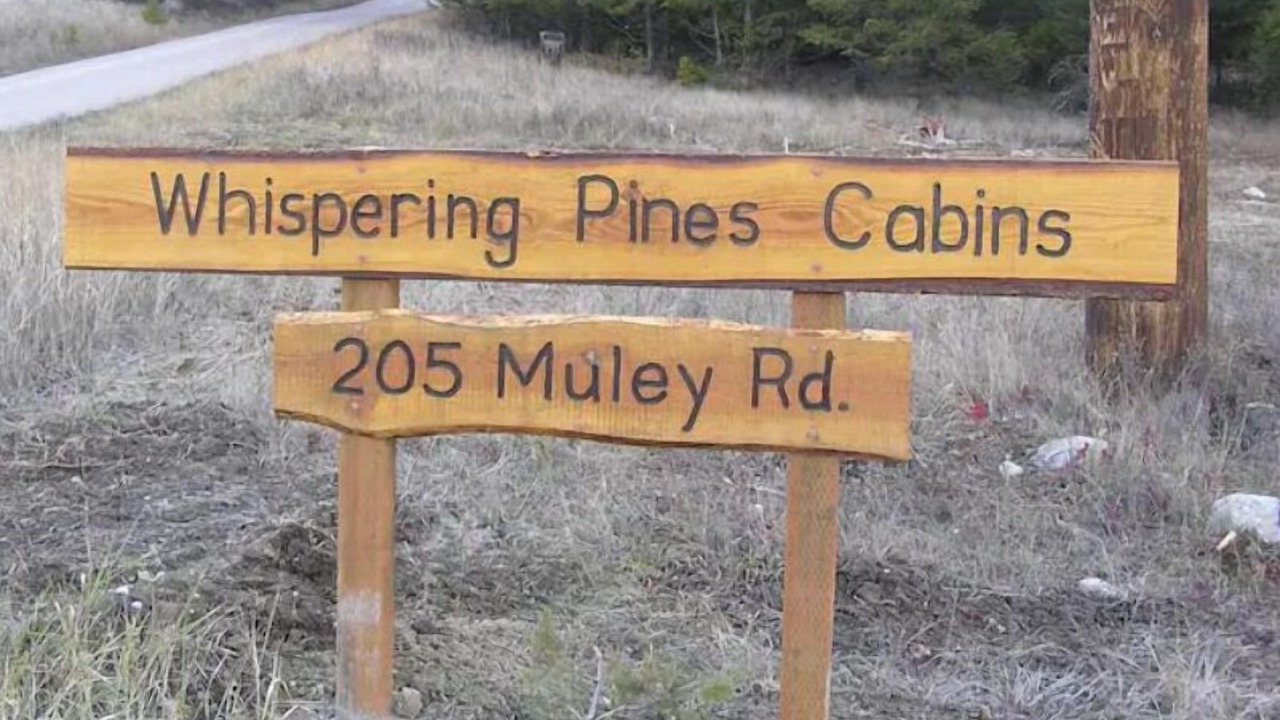 Whispering Pines Cabins
205 Muley Rd.